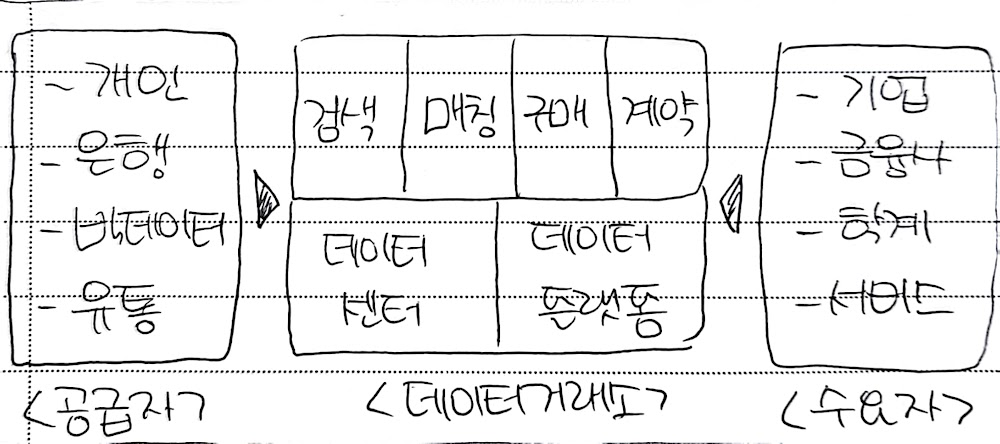 - 개인
- 은행
- 빅데이터
- 유통
<공급자>
검색 매칭 구매 계약
데이터 센터
데이터 플랫폼
<데이터거래소>
- 기업
- 금융사
- 학계
- 서비스
<수요자>